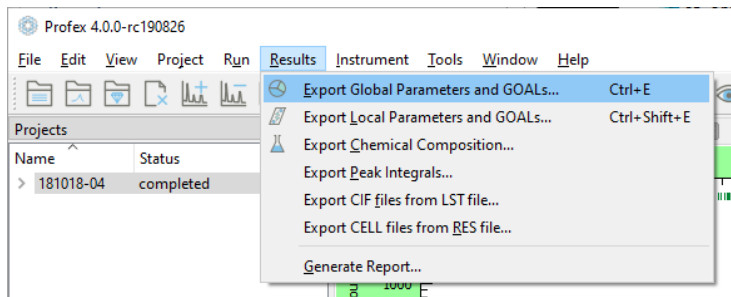 Profex 4.0.0-rc190826
File Edit View Project Run Results Instrument Tools Window Help
Export Global Parameters and GOALs... Ctrl+E
Export Local Parameters and GOALs... Ctrl+Shift+E
Projects
Export Chemical Composition...
Name Status
Export Peak Integrals...
181018-04 completed
Export CIF files from LST file...
Export CELL files from RES file...
Generate Report...
1000